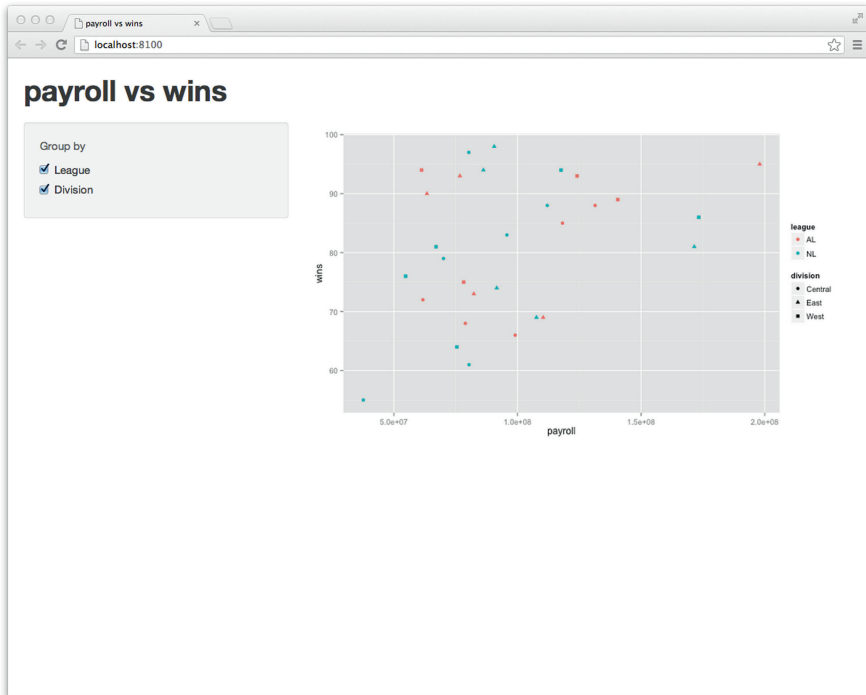 payroll vs wins
localhost:8100
payroll vs wins
Group by
League
Division
100
90
80
70
60
wins
5.0e+07 1.0e+08 1.5e+08 2.0e+08
payroll
league
AL
NL
division
Central
East
West